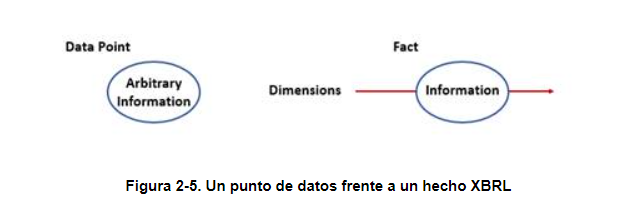 Data Point
Fact
Arbitrary
Information
Dimensions
Information
Figura 2-5. Un punto de datos frente a un hecho XBRL